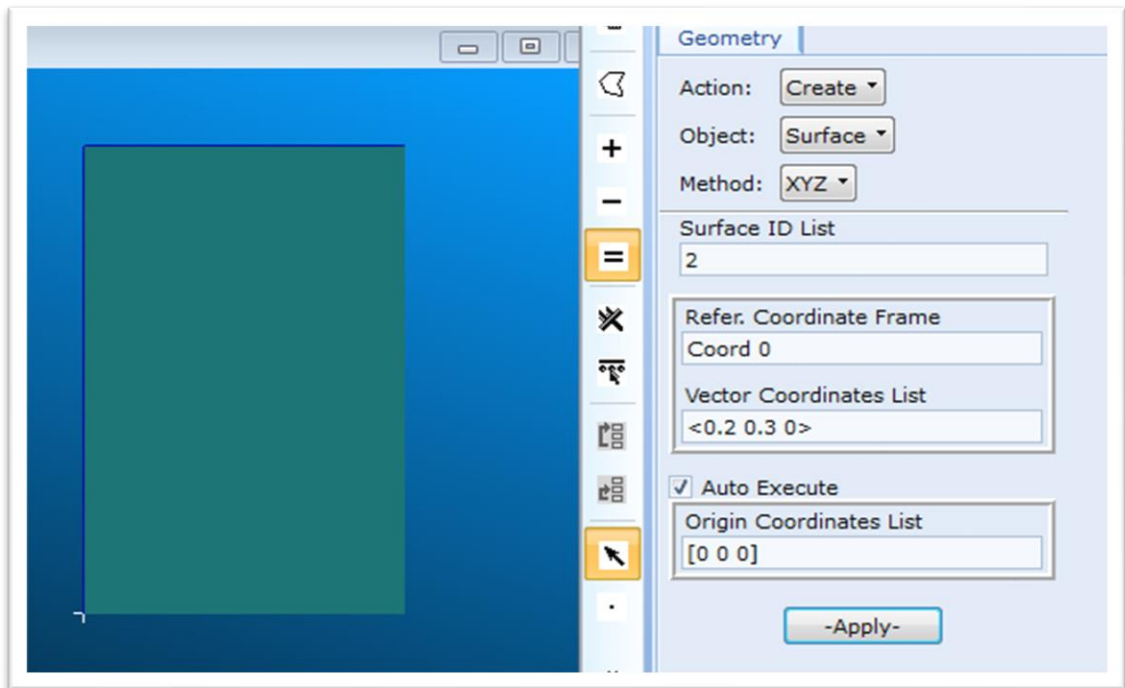 Geometry
Action: Create
Object: Surface
Method: XYZ
Surface ID List
2
Refer. Coordinate Frame
Coord 0
Vector Coordinates List
<0.2 0.3 0>
Auto Execute
Origin Coordinates List
[0 0 0]
-Apply-